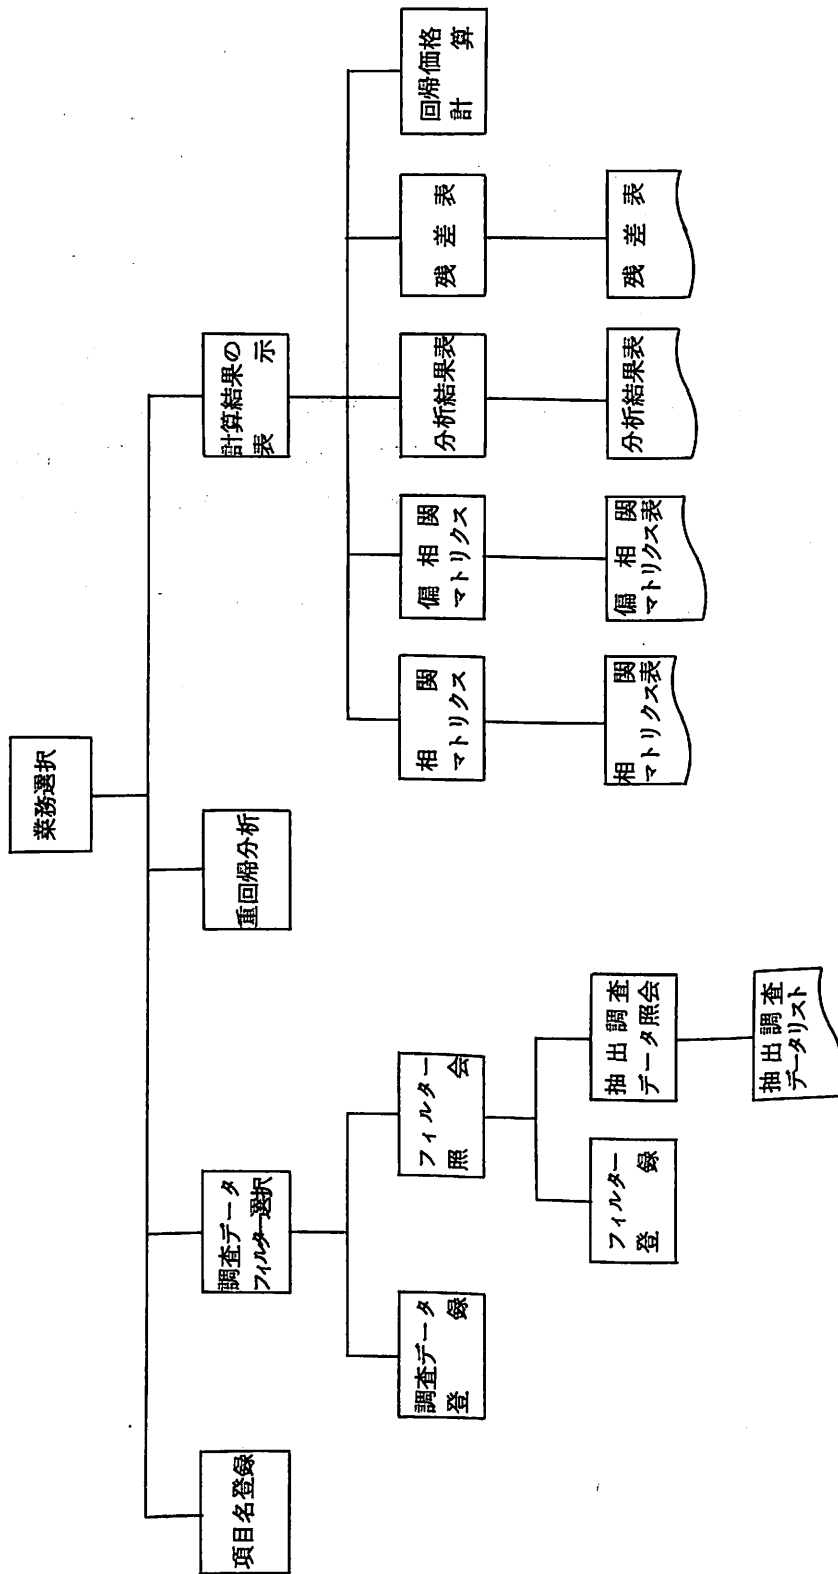 業務選択
項目名登録
調査データ
フィルター選択
重回帰分析
計算結果の
表示
調査データ
登録
フィルター
照会
相関
マトリクス
偏相関
マトリクス
分析結果表
残差表
回帰価格
計算
フィルター
登録
抽出調査
データ照会
相関
マトリクス表
偏相関
マトリクス表
分析結果表
残差表
抽出調査
データリスト